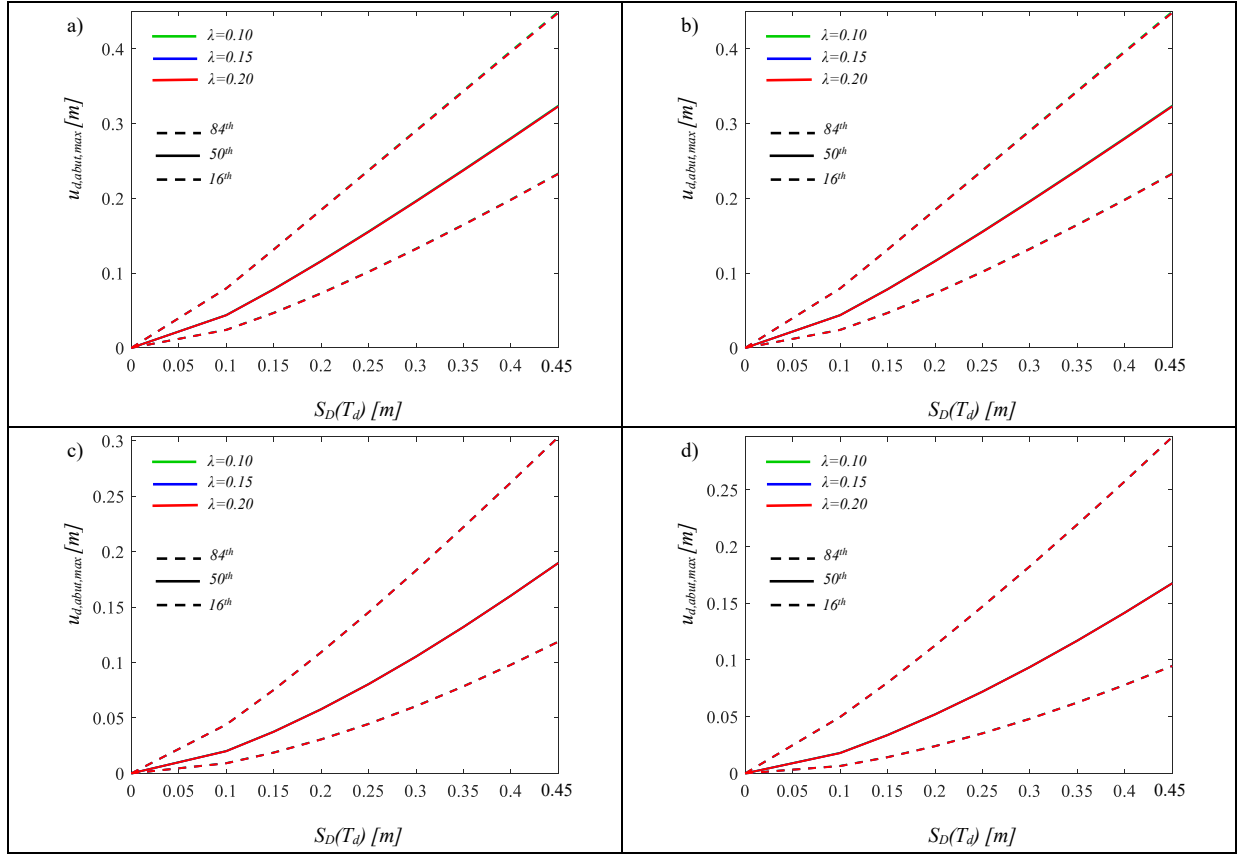 a)
λ=0.10
λ=0.15
λ=0.20
84th
50th
16th
0.4
0.3
0.2
0.1
0
u_d,abut,max [m]
0 0.05 0.1 0.15 0.2 0.25 0.3 0.35 0.4 0.45
S_D(T_d) [m]
b)
λ=0.10
λ=0.15
λ=0.20
84th
50th
16th
0.4
0.3
0.2
0.1
0
u_d,abut,max [m]
0 0.05 0.1 0.15 0.2 0.25 0.3 0.35 0.4 0.45
S_D(T_d) [m]
c)
λ=0.10
λ=0.15
λ=0.20
84th
50th
16th
0.3
0.25
0.2
0.15
0.1
0.05
0
u_d,abut,max [m]
0 0.05 0.1 0.15 0.2 0.25 0.3 0.35 0.4 0.45
S_D(T_d) [m]
d)
λ=0.10
λ=0.15
λ=0.20
84th
50th
16th
0.25
0.2
0.15
0.1
0.05
0
u_d,abut,max [m]
0 0.05 0.1 0.15 0.2 0.25 0.3 0.35 0.4 0.45
S_D(T_d) [m]